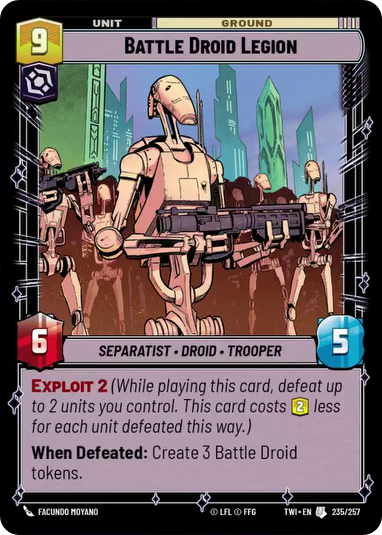 UNIT
GROUND
9
BATTLE DROID LEGION
6
5
SEPARATIST • DROID • TROOPER
EXPLOIT 2 (While playing this card, defeat up
to 2 units you control. This card costs 2 less
for each unit defeated this way.)
When Defeated: Create 3 Battle Droid
tokens.
FACUNDO MOYANO
© LFL © FFG
TWI • EN
235/257